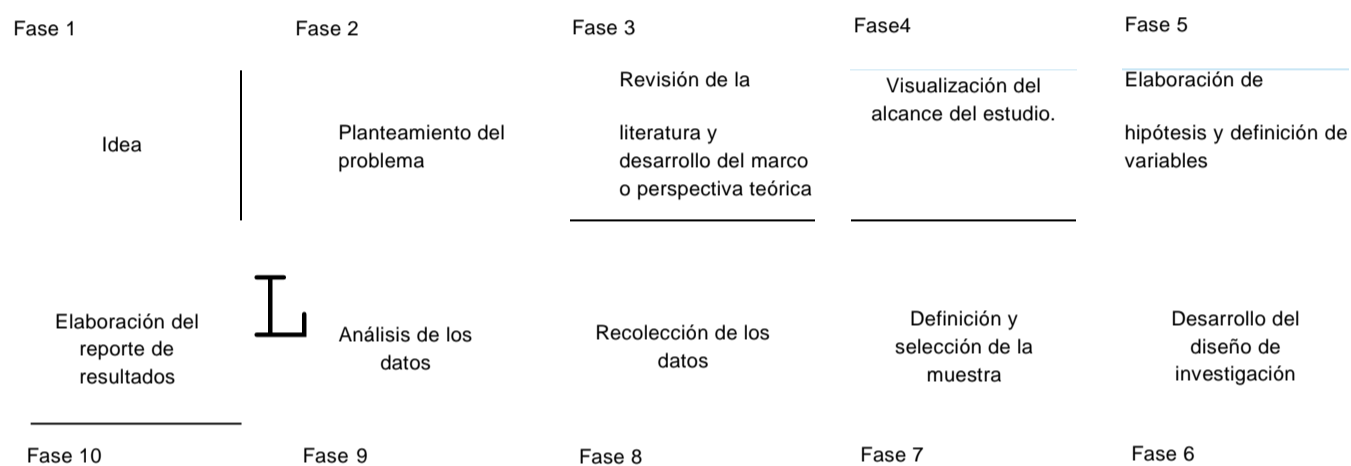 Fase 1
Fase 2
Fase 3
Fase4
Fase 5
Idea
Planteamiento del
problema
Revisión de la
literatura y
desarrollo del marco
o perspectiva teórica
Visualización del
alcance del estudio.
Elaboración de
hipótesis y definición de
variables
Elaboración del
reporte de
resultados
Análisis de los
datos
Recolección de los
datos
Definición y
selección de la
muestra
Desarrollo del
diseño de
investigación
Fase 10
Fase 9
Fase 8
Fase 7
Fase 6